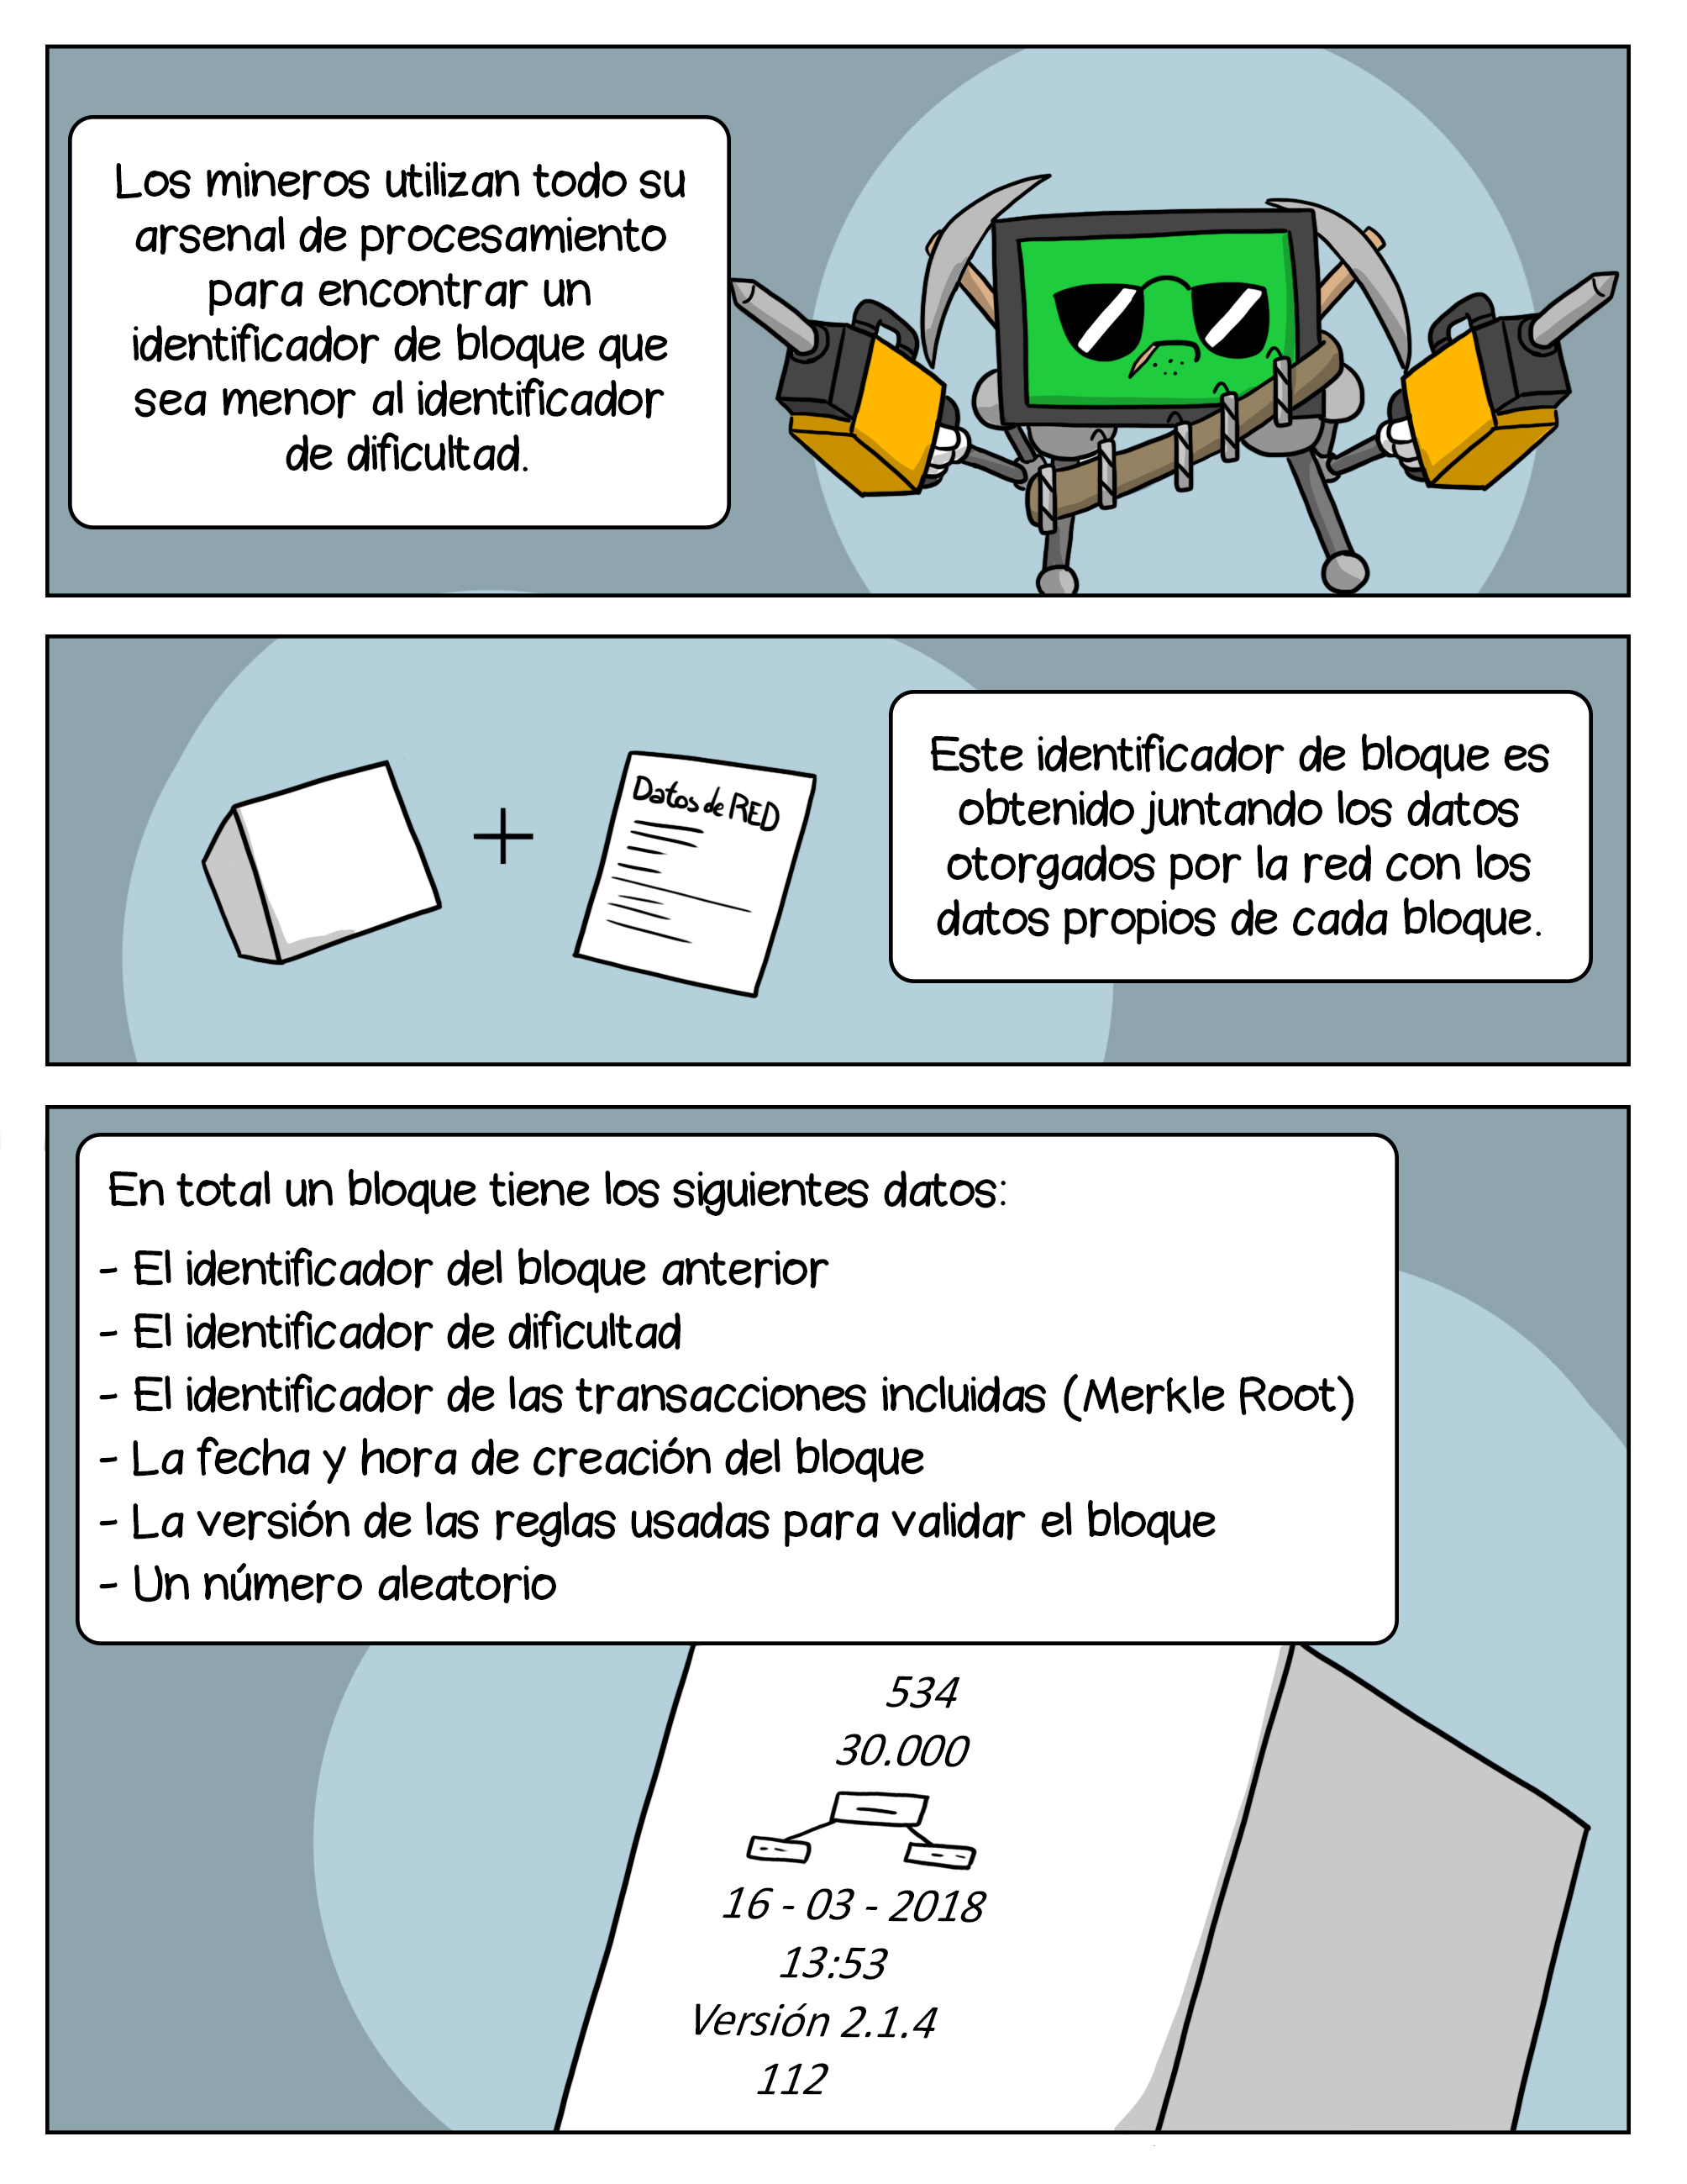 Los mineros utilizan todo su
arsenal de procesamiento
para encontrar un
identificador de bloque que
sea menor al identificador
de dificultad.
Datos de RED
Este identificador de bloque es
obtenido juntando los datos
otorgados por la red con los
datos propios de cada bloque.
En total un bloque tiene los siguientes datos:
- El identificador del bloque anterior
- El identificador de dificultad
- El identificador de las transacciones incluidas (Merkle Root)
- La fecha y hora de creación del bloque
- La versión de las reglas usadas para validar el bloque
- Un número aleatorio
534
30.000
16 - 03 - 2018
13:53
Versión 2.1.4
112